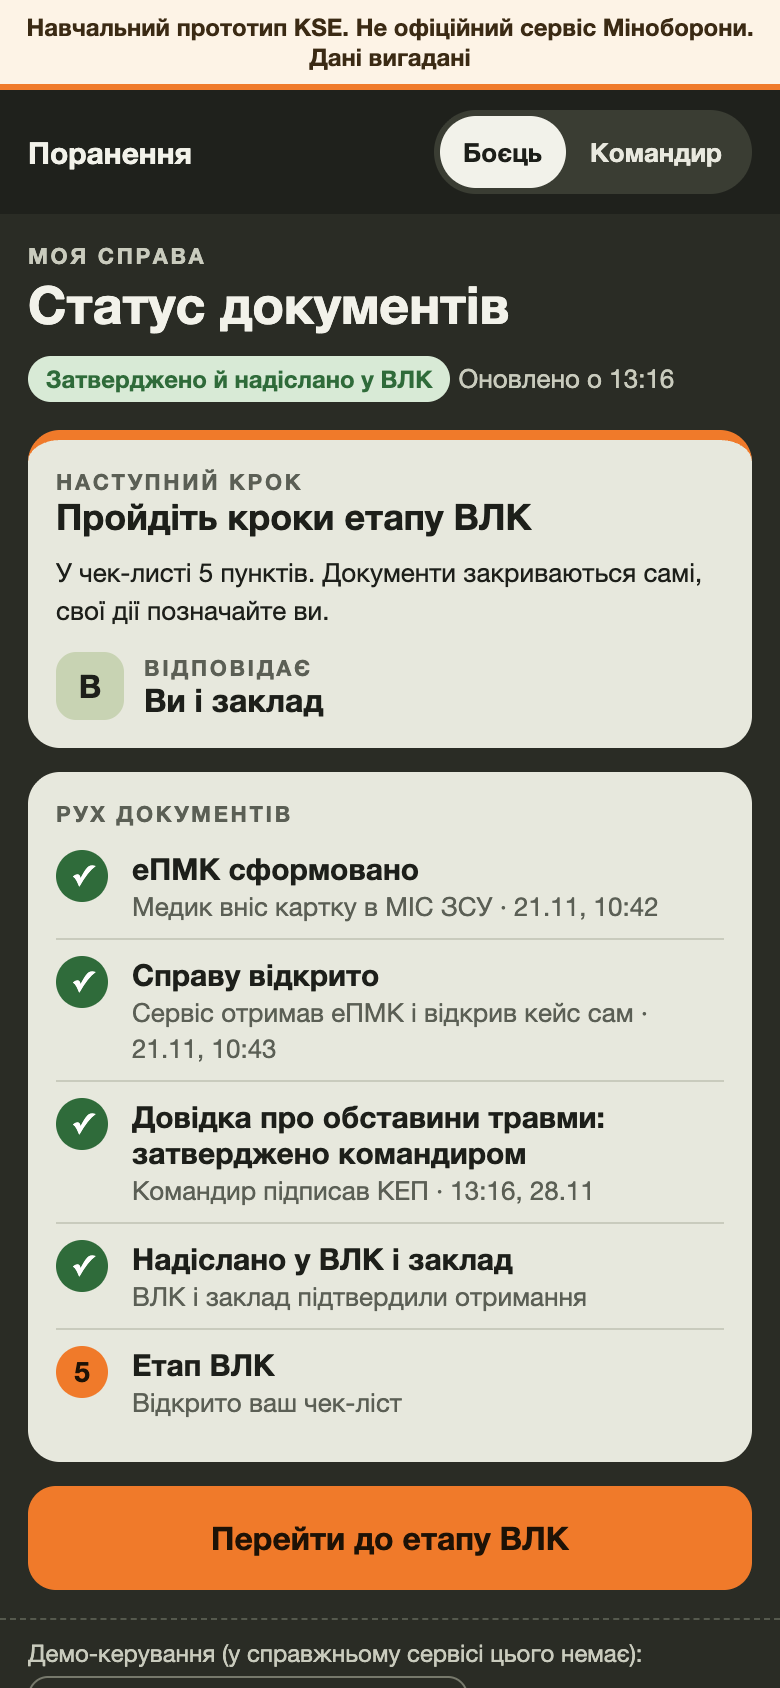 Навчальний прототип KSE. Не офіційний сервіс Міноборони.
Дані вигадані
Поранення
Боєць
Командир
МОЯ СПРАВА
Статус документів
Затверджено й надіслано у ВЛК
Оновлено о 13:16
НАСТУПНИЙ КРОК
Пройдіть кроки етапу ВЛК
У чек-листі 5 пунктів. Документи закриваються самі,
свої дії позначайте ви.
В
ВІДПОВІДАЄ
Ви і заклад
РУХ ДОКУМЕНТІВ
✓
еПМК сформовано
Медик вніс картку в МІС ЗСУ · 21.11, 10:42
✓
Справу відкрито
Сервіс отримав еПМК і відкрив кейс сам ·
21.11, 10:43
✓
Довідка про обставини травми:
затверджено командиром
Командир підписав КЕП · 13:16, 28.11
✓
Надіслано у ВЛК і заклад
ВЛК і заклад підтвердили отримання
5
Етап ВЛК
Відкрито ваш чек-ліст
Перейти до етапу ВЛК
Демо-керування (у справжньому сервісі цього немає):